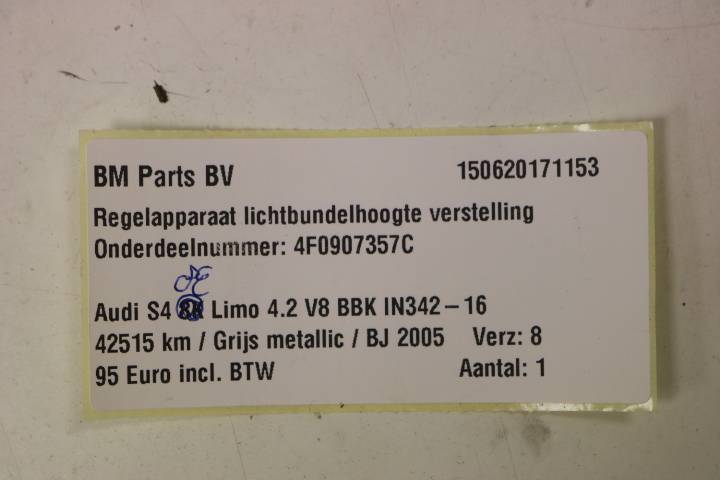 BM Parts BV 150620171153
Regelapparaat lichtbundelhoogte verstelling
Onderdeelnummer: 4F0907357C
Audi S4 Limo 4.2 V8 BBK IN342-16
42515 km / Grijs metallic / BJ 2005 Verz: 8
95 Euro incl. BTW Aantal: 1